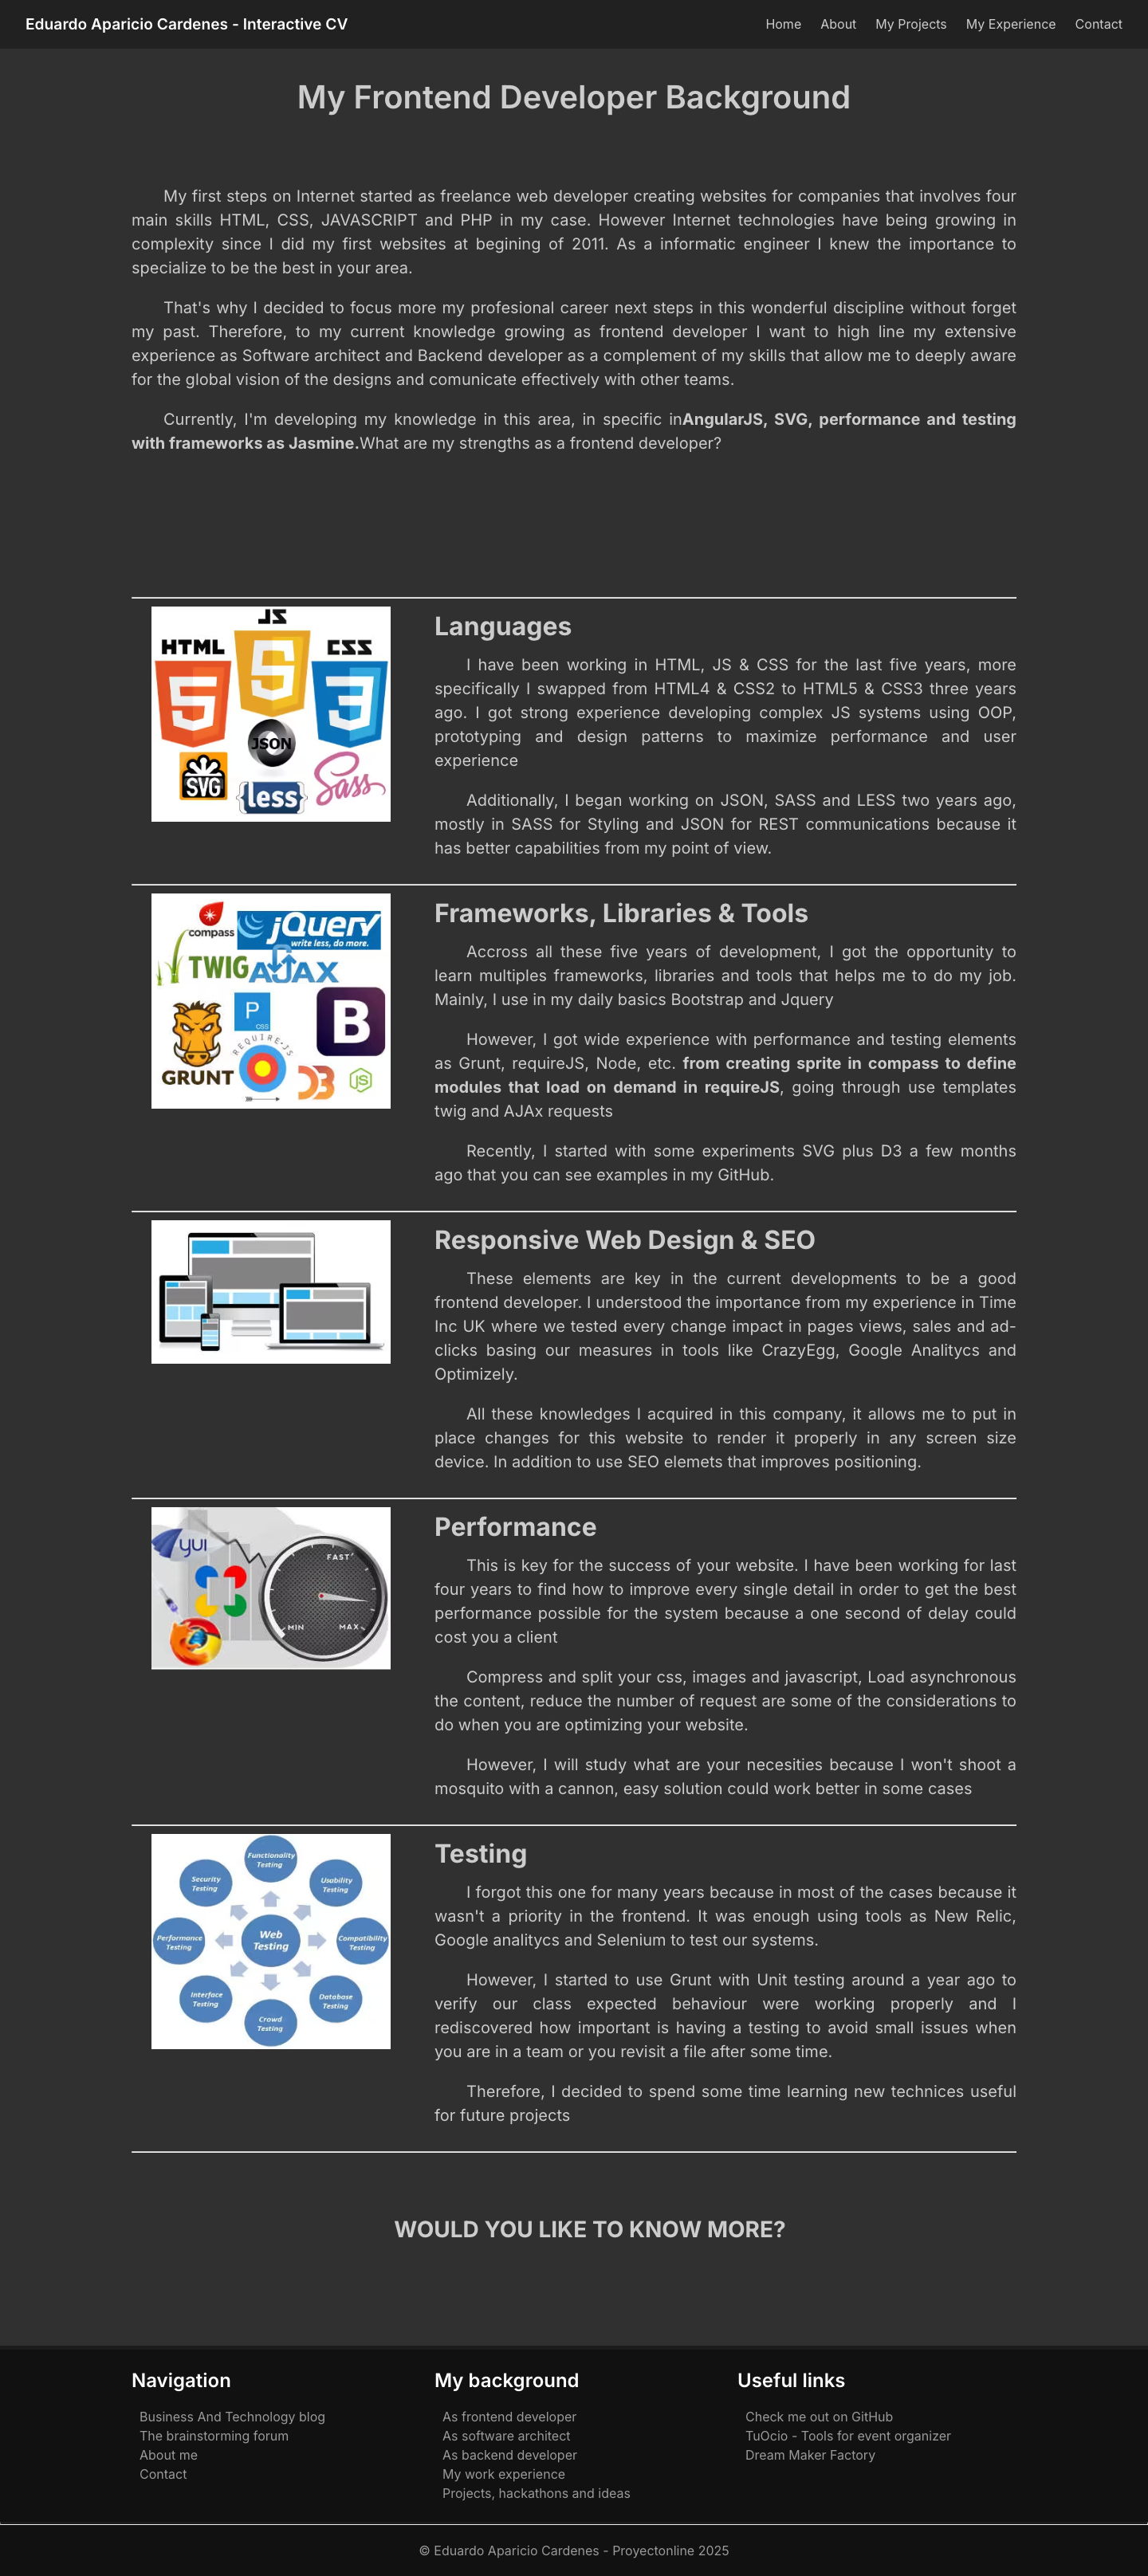 Eduardo Aparicio Cardenes - Interactive CV
Home About My Projects My Experience Contact
My Frontend Developer Background
My first steps on Internet started as freelance web developer creating websites for companies that involves four
main skills HTML, CSS, JAVASCRIPT and PHP in my case. However Internet technologies have being growing in
complexity since I did my first websites at begining of 2011. As a informatic engineer I knew the importance to
specialize to be the best in your area.
That's why I decided to focus more my profesional career next steps in this wonderful discipline without forget
my past. Therefore, to my current knowledge growing as frontend developer I want to high line my extensive
experience as Software architect and Backend developer as a complement of my skills that allow me to deeply aware
for the global vision of the designs and comunicate effectively with other teams.
Currently, I'm developing my knowledge in this area, in specific inAngularJS, SVG, performance and testing
with frameworks as Jasmine.What are my strengths as a frontend developer?
JS
HTML CSS
5 5 3
JSON
SVG
{less}
Sass
Languages
I have been working in HTML, JS & CSS for the last five years, more
specifically I swapped from HTML4 & CSS2 to HTML5 & CSS3 three years
ago. I got strong experience developing complex JS systems using OOP,
prototyping and design patterns to maximize performance and user
experience
Additionally, I began working on JSON, SASS and LESS two years ago,
mostly in SASS for Styling and JSON for REST communications because it
has better capabilities from my point of view.
compass
jQuery
write less, do more.
TWIG
AJAX
P
CSS
B
REQUIRE·JS
GRUNT
D3
JS
Frameworks, Libraries & Tools
Accross all these five years of development, I got the opportunity to
learn multiples frameworks, libraries and tools that helps me to do my job.
Mainly, I use in my daily basics Bootstrap and Jquery
However, I got wide experience with performance and testing elements
as Grunt, requireJS, Node, etc. from creating sprite in compass to define
modules that load on demand in requireJS, going through use templates
twig and AJAx requests
Recently, I started with some experiments SVG plus D3 a few months
ago that you can see examples in my GitHub.
Responsive Web Design & SEO
These elements are key in the current developments to be a good
frontend developer. I understood the importance from my experience in Time
Inc UK where we tested every change impact in pages views, sales and ad-
clicks basing our measures in tools like CrazyEgg, Google Analitycs and
Optimizely.
All these knowledges I acquired in this company, it allows me to put in
place changes for this website to render it properly in any screen size
device. In addition to use SEO elemets that improves positioning.
yui
FAST
MIN
MAX
Performance
This is key for the success of your website. I have been working for last
four years to find how to improve every single detail in order to get the best
performance possible for the system because a one second of delay could
cost you a client
Compress and split your css, images and javascript, Load asynchronous
the content, reduce the number of request are some of the considerations to
do when you are optimizing your website.
However, I will study what are your necesities because I won't shoot a
mosquito with a cannon, easy solution could work better in some cases
Functionality
Testing
Security
Testing
Usability
Testing
Performance
Testing
Web
Testing
Compatibility
Testing
Interface
Testing
Database
Testing
Crowd
Testing
Testing
I forgot this one for many years because in most of the cases because it
wasn't a priority in the frontend. It was enough using tools as New Relic,
Google analitycs and Selenium to test our systems.
However, I started to use Grunt with Unit testing around a year ago to
verify our class expected behaviour were working properly and I
rediscovered how important is having a testing to avoid small issues when
you are in a team or you revisit a file after some time.
Therefore, I decided to spend some time learning new technices useful
for future projects
WOULD YOU LIKE TO KNOW MORE?
Navigation
Business And Technology blog
The brainstorming forum
About me
Contact
My background
As frontend developer
As software architect
As backend developer
My work experience
Projects, hackathons and ideas
Useful links
Check me out on GitHub
TuOcio - Tools for event organizer
Dream Maker Factory
© Eduardo Aparicio Cardenes - Proyectonline 2025